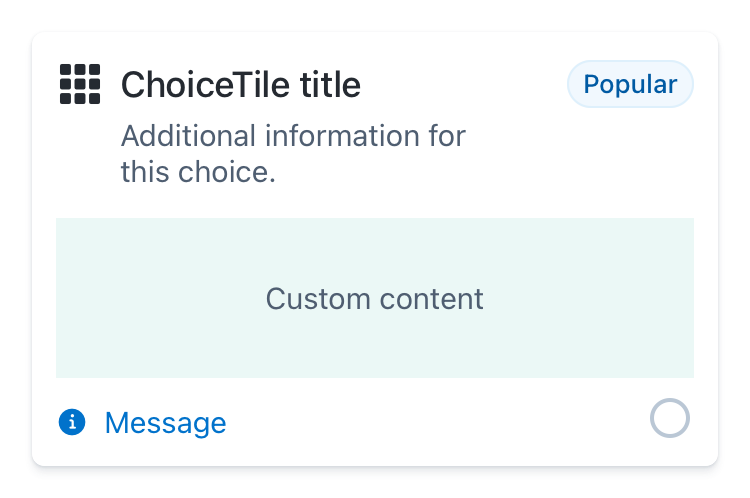 ChoiceTile title
Popular
Additional information for
this choice.
Custom content
Message